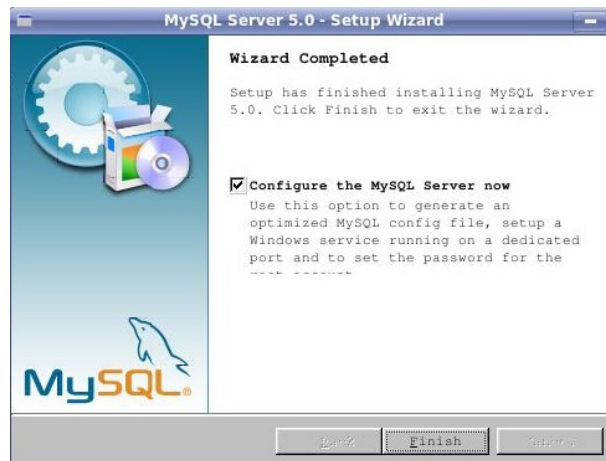 MySQL Server 5.0 - Setup Wizard
Wizard Completed
Setup has finished installing MySQL Server
5.0. Click Finish to exit the wizard.
Configure the MySQL Server now
Use this option to generate an
optimized MySQL config file, setup a
Windows service running on a dedicated
port and to set the password for the
MySQL®
Finish